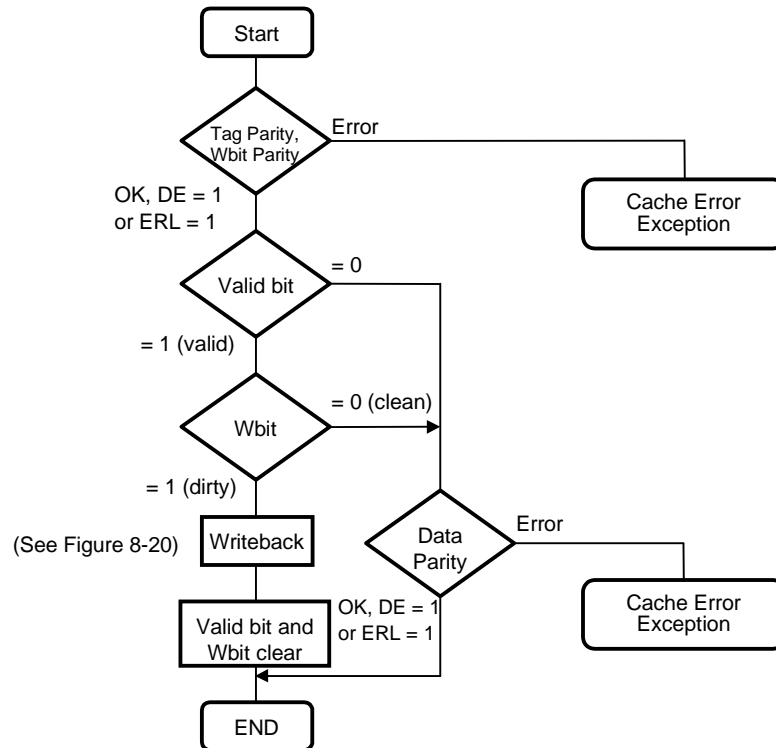 Start
Tag Parity,
Wbit Parity
Error
Cache Error
Exception
OK, DE = 1
or ERL = 1
Valid bit
= 0
= 1 (valid)
Wbit
= 0 (clean)
= 1 (dirty)
(See Figure 8-20)
Writeback
Data
Parity
Error
Cache Error
Exception
Valid bit and
Wbit clear
OK, DE = 1
or ERL = 1
END